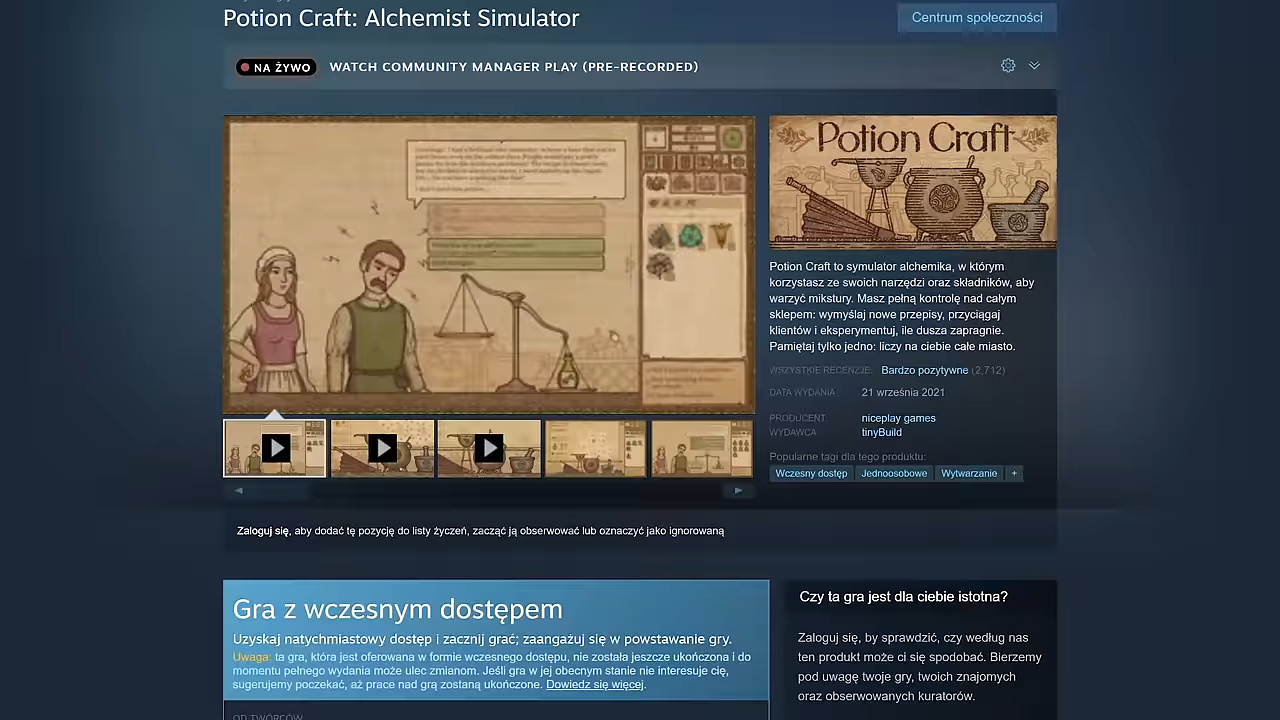 Potion Craft: Alchemist Simulator
Centrum społeczności
NA ŻYWO
WATCH COMMUNITY MANAGER PLAY (PRE-RECORDED)
Potion Craft
Potion Craft to symulator alchemika, w którym
korzystasz ze swoich narzędzi oraz składników, aby
warzyć mikstury. Masz pełną kontrolę nad całym
sklepem: wymyślaj nowe przepisy, przyciągaj
klientów i eksperymentuj, ile dusza zapragnie.
Pamiętaj tylko jedno: liczy na ciebie całe miasto.
WSZYSTKIE RECENZJE: Bardzo pozytywne (2,712)
DATA WYDANIA: 21 września 2021
PRODUCENT: niceplay games
WYDAWCA: tinyBuild
Popularne tagi dla tego produktu:
Wczesny dostęp Jednoosobowe Wytwarzanie +
Zaloguj się, aby dodać tę pozycję do listy życzeń, zacząć ją obserwować lub oznaczyć jako ignorowaną
Gra z wczesnym dostępem
Uzyskaj natychmiastowy dostęp i zacznij grać; zaangażuj się w powstawanie gry.
Uwaga: ta gra, która jest oferowana w formie wczesnego dostępu, nie została jeszcze ukończona i do
momentu pełnego wydania może ulec zmianom. Jeśli gra w jej obecnym stanie nie interesuje cię,
sugerujemy poczekać, aż prace nad grą zostaną ukończone. Dowiedz się więcej.
OD TWÓRCÓW
Czy ta gra jest dla ciebie istotna?
Zaloguj się, by sprawdzić, czy według nas
ten produkt może ci się spodobać. Bierzemy
pod uwagę twoje gry, twoich znajomych
oraz obserwowanych kuratorów.